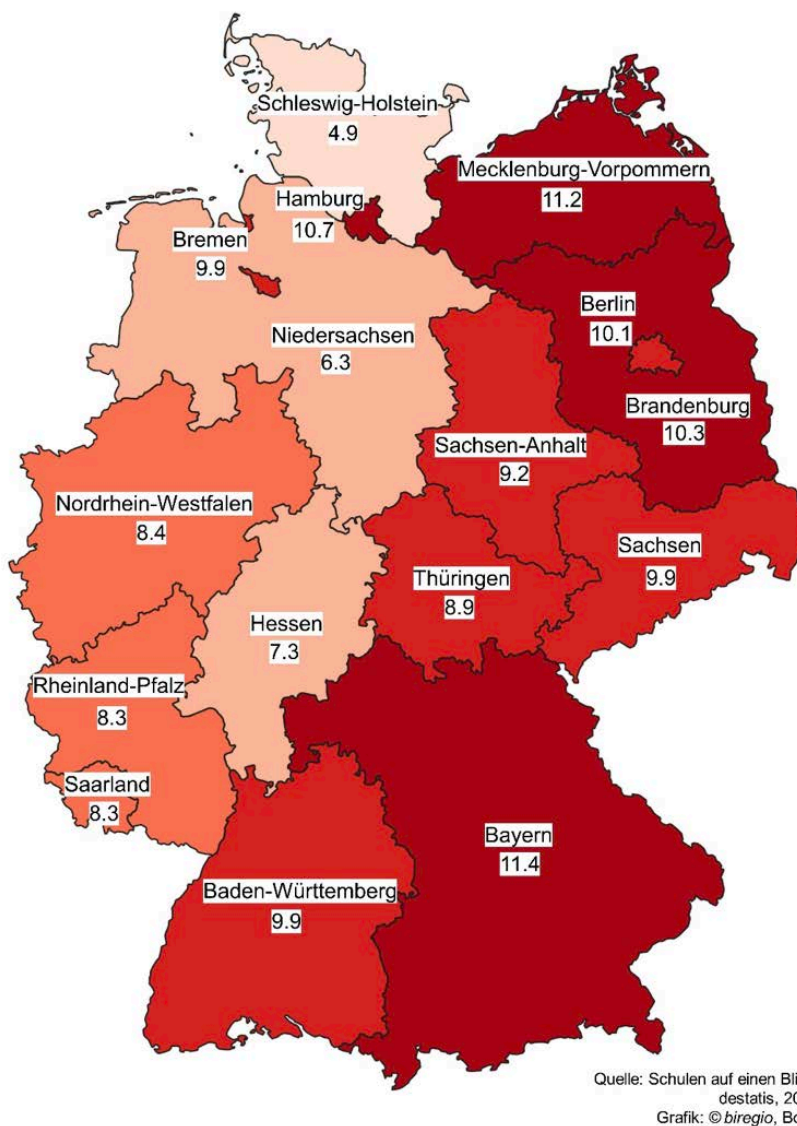 Schleswig-Holstein
4.9
Mecklenburg-Vorpommern
11.2
Hamburg
10.7
Bremen
9.9
Niedersachsen
6.3
Berlin
10.1
Brandenburg
10.3
Sachsen-Anhalt
9.2
Nordrhein-Westfalen
8.4
Sachsen
9.9
Thüringen
8.9
Hessen
7.3
Rheinland-Pfalz
8.3
Saarland
8.3
Bayern
11.4
Baden-Württemberg
9.9
Quelle: Schulen auf einen
destatis,
Grafik: © biregio,